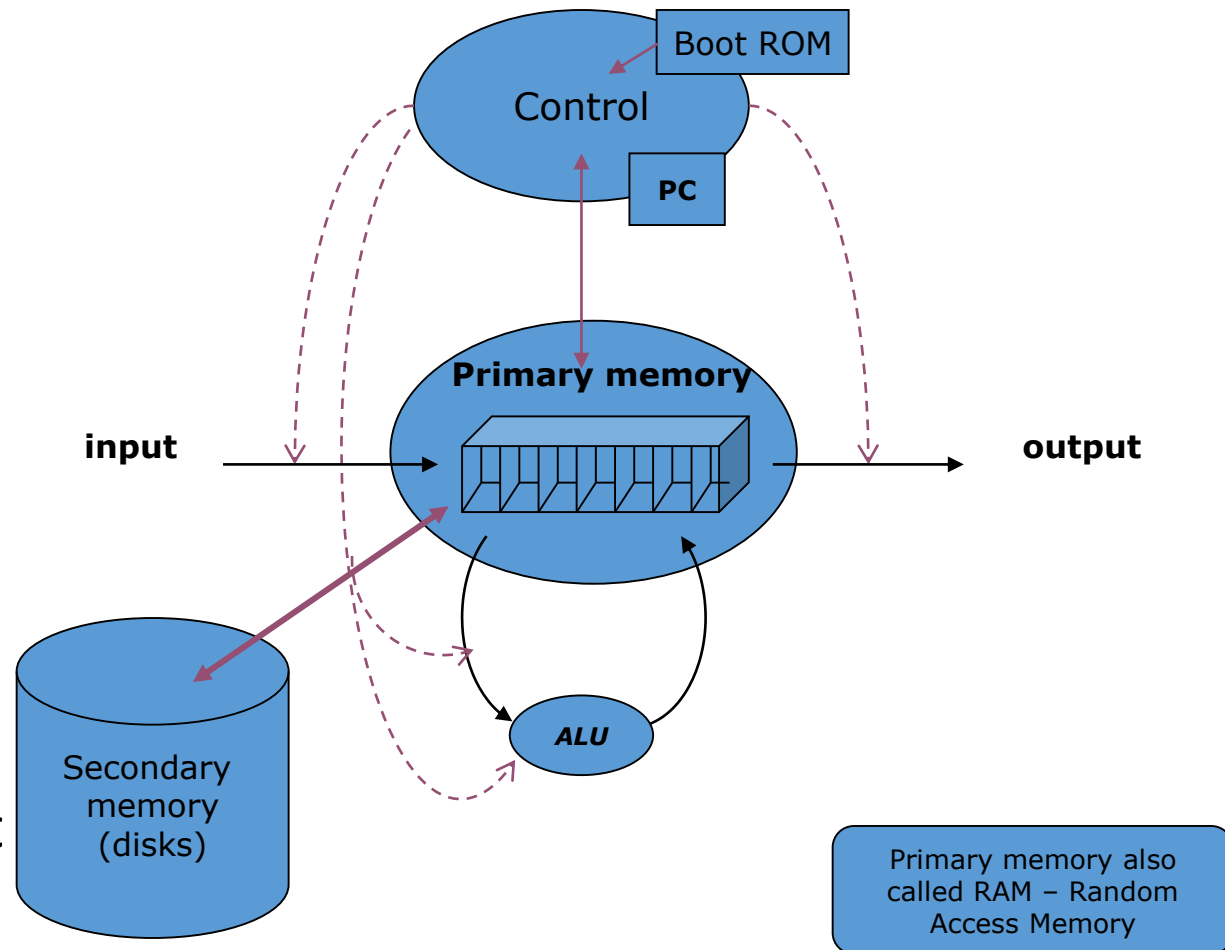 Boot ROM
Control
PC
Primary memory
input
output
ALU
Secondary
memory
(disks)
Primary memory also
called RAM – Random
Access Memory